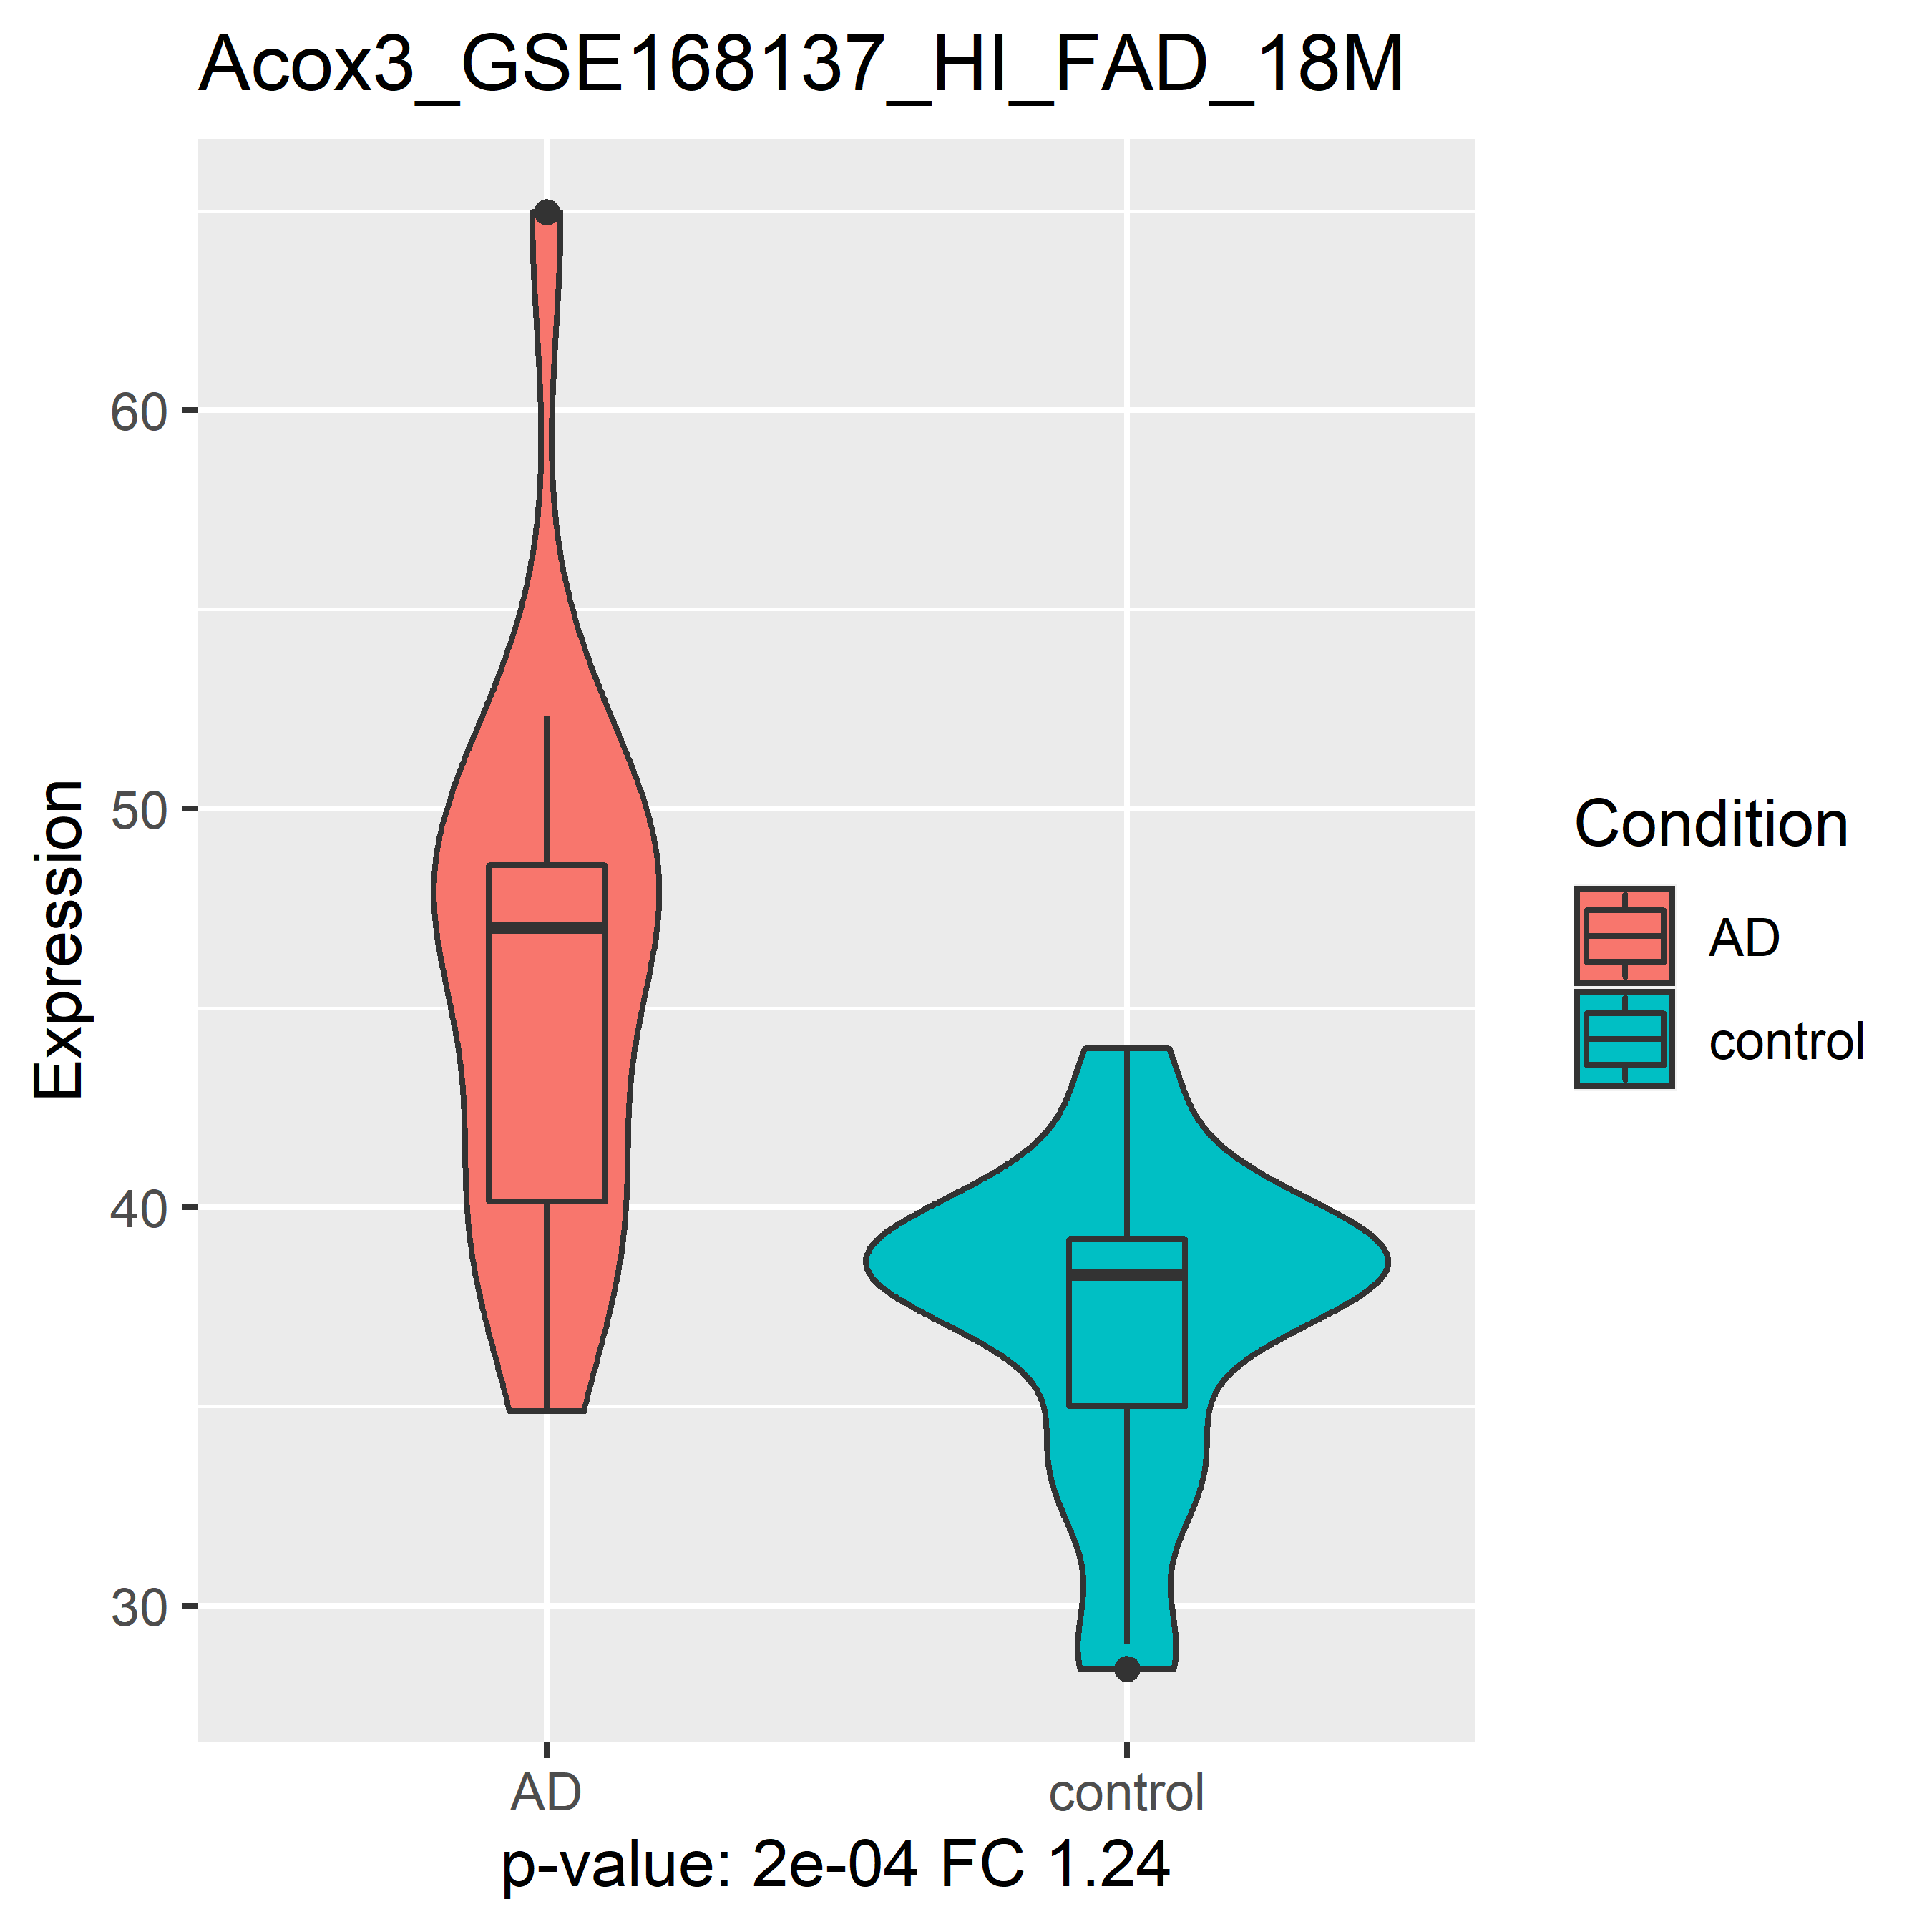 Acox3_GSE168137_HI_FAD_18M
Expression
60
50
40
30
AD
control
p-value: 2e-04 FC 1.24
Condition
AD
control